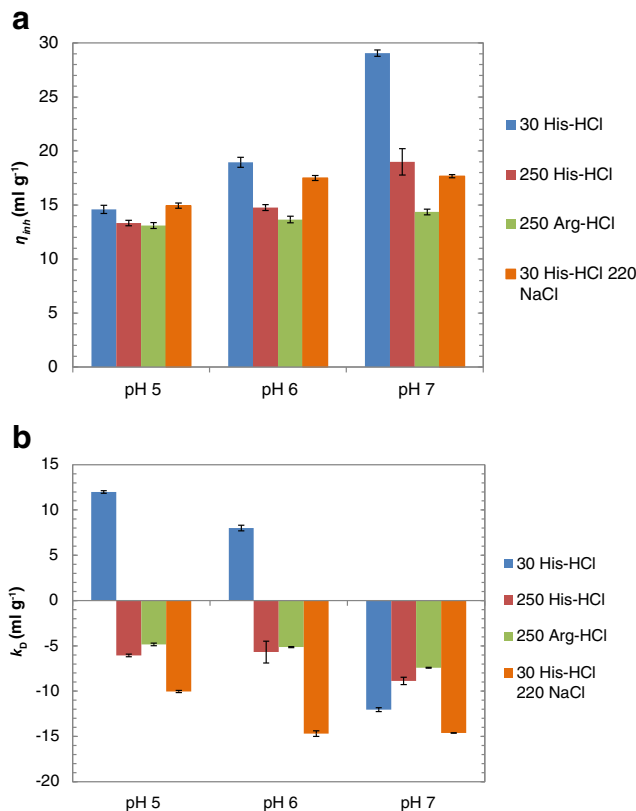 a
30
25
20
15
10
5
0
ηinh (ml g⁻¹)
pH 5 pH 6 pH 7
30 His-HCl
250 His-HCl
250 Arg-HCl
30 His-HCl 220
NaCl
b
15
10
5
0
-5
-10
-15
-20
kD (ml g⁻¹)
pH 5 pH 6 pH 7
30 His-HCl
250 His-HCl
250 Arg-HCl
30 His-HCl
220 NaCl